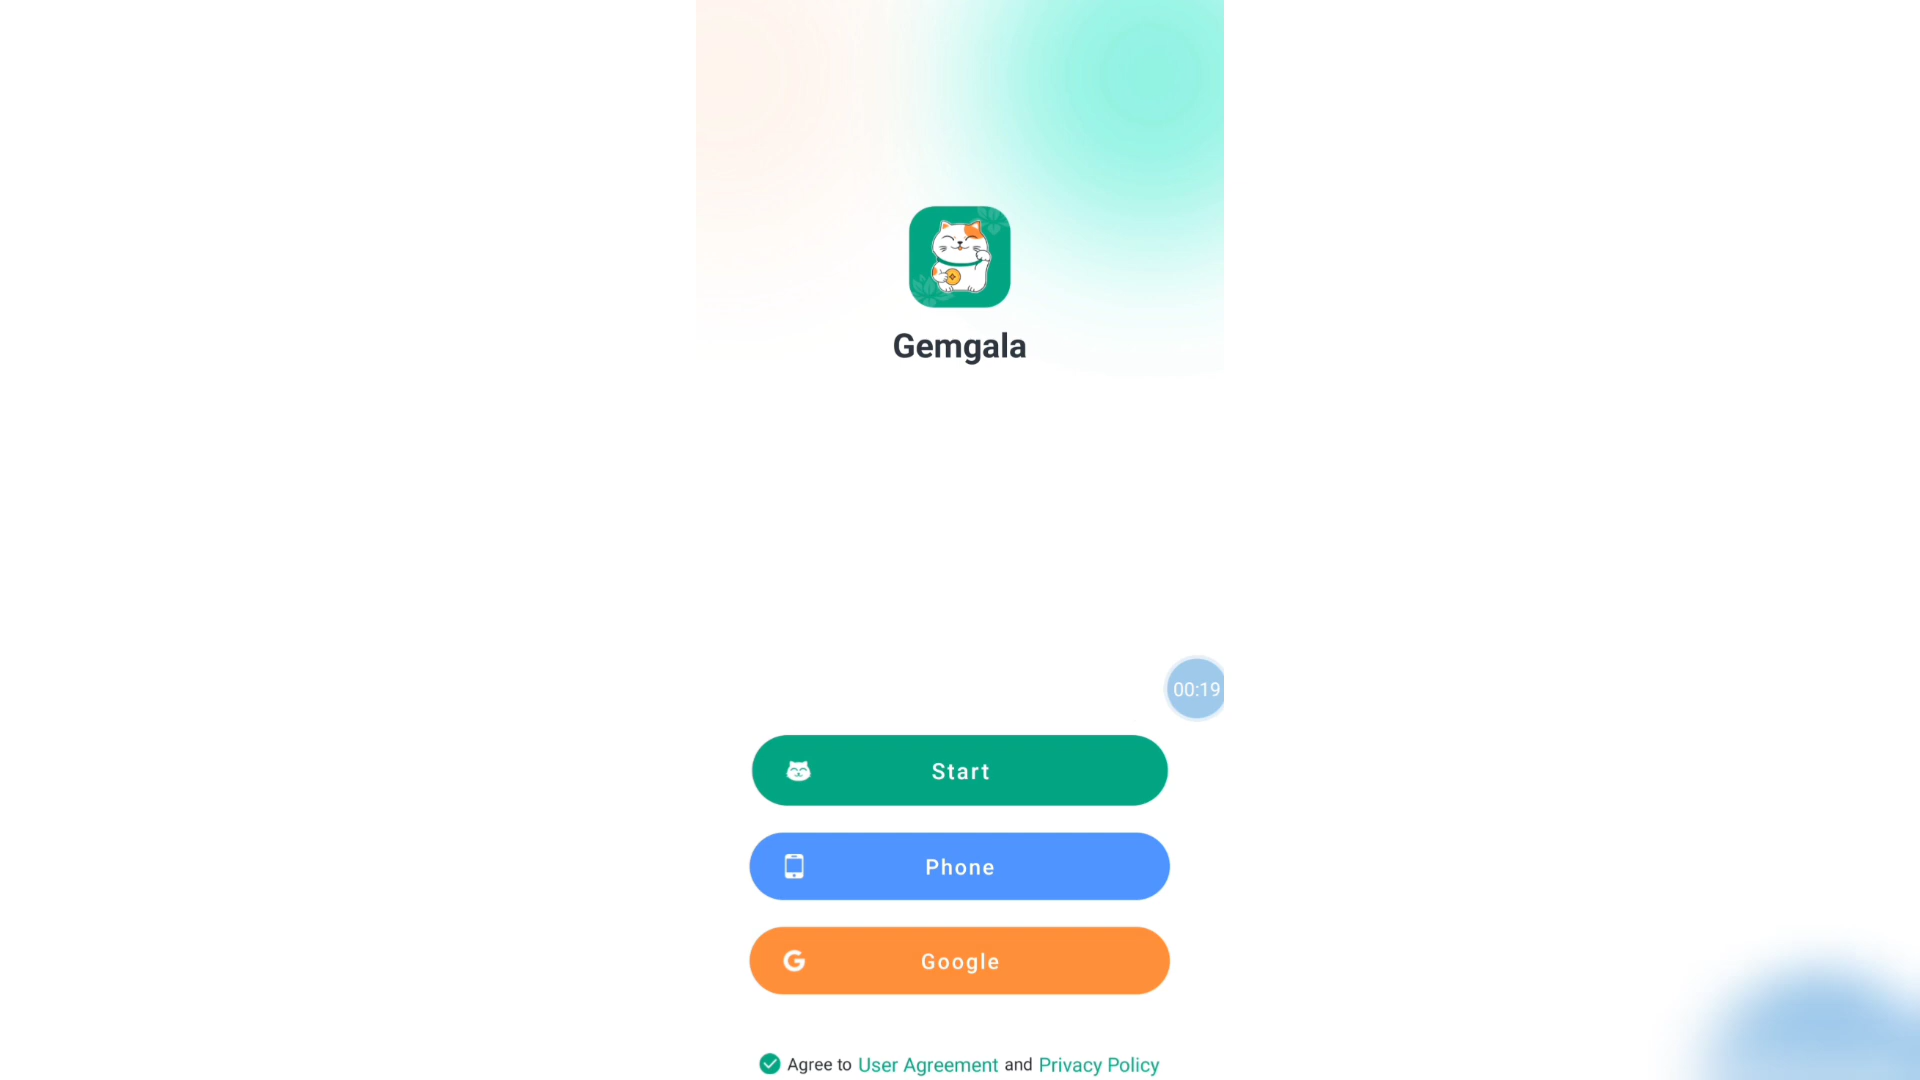 Gemgala
00:19
Start
Phone
Google
Agree to User Agreement and Privacy Policy